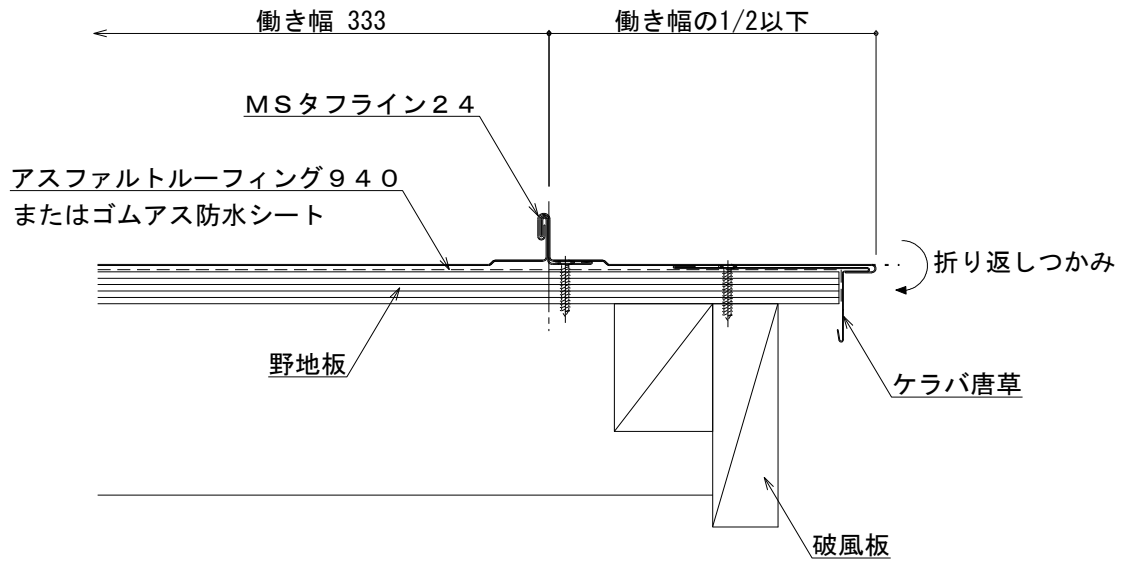 働き幅 333
働き幅の1/2以下
ＭＳタフライン２４
アスファルトルーフィング９４０
またはゴムアス防水シート
折り返しつかみ
野地板
ケラバ唐草
破風板